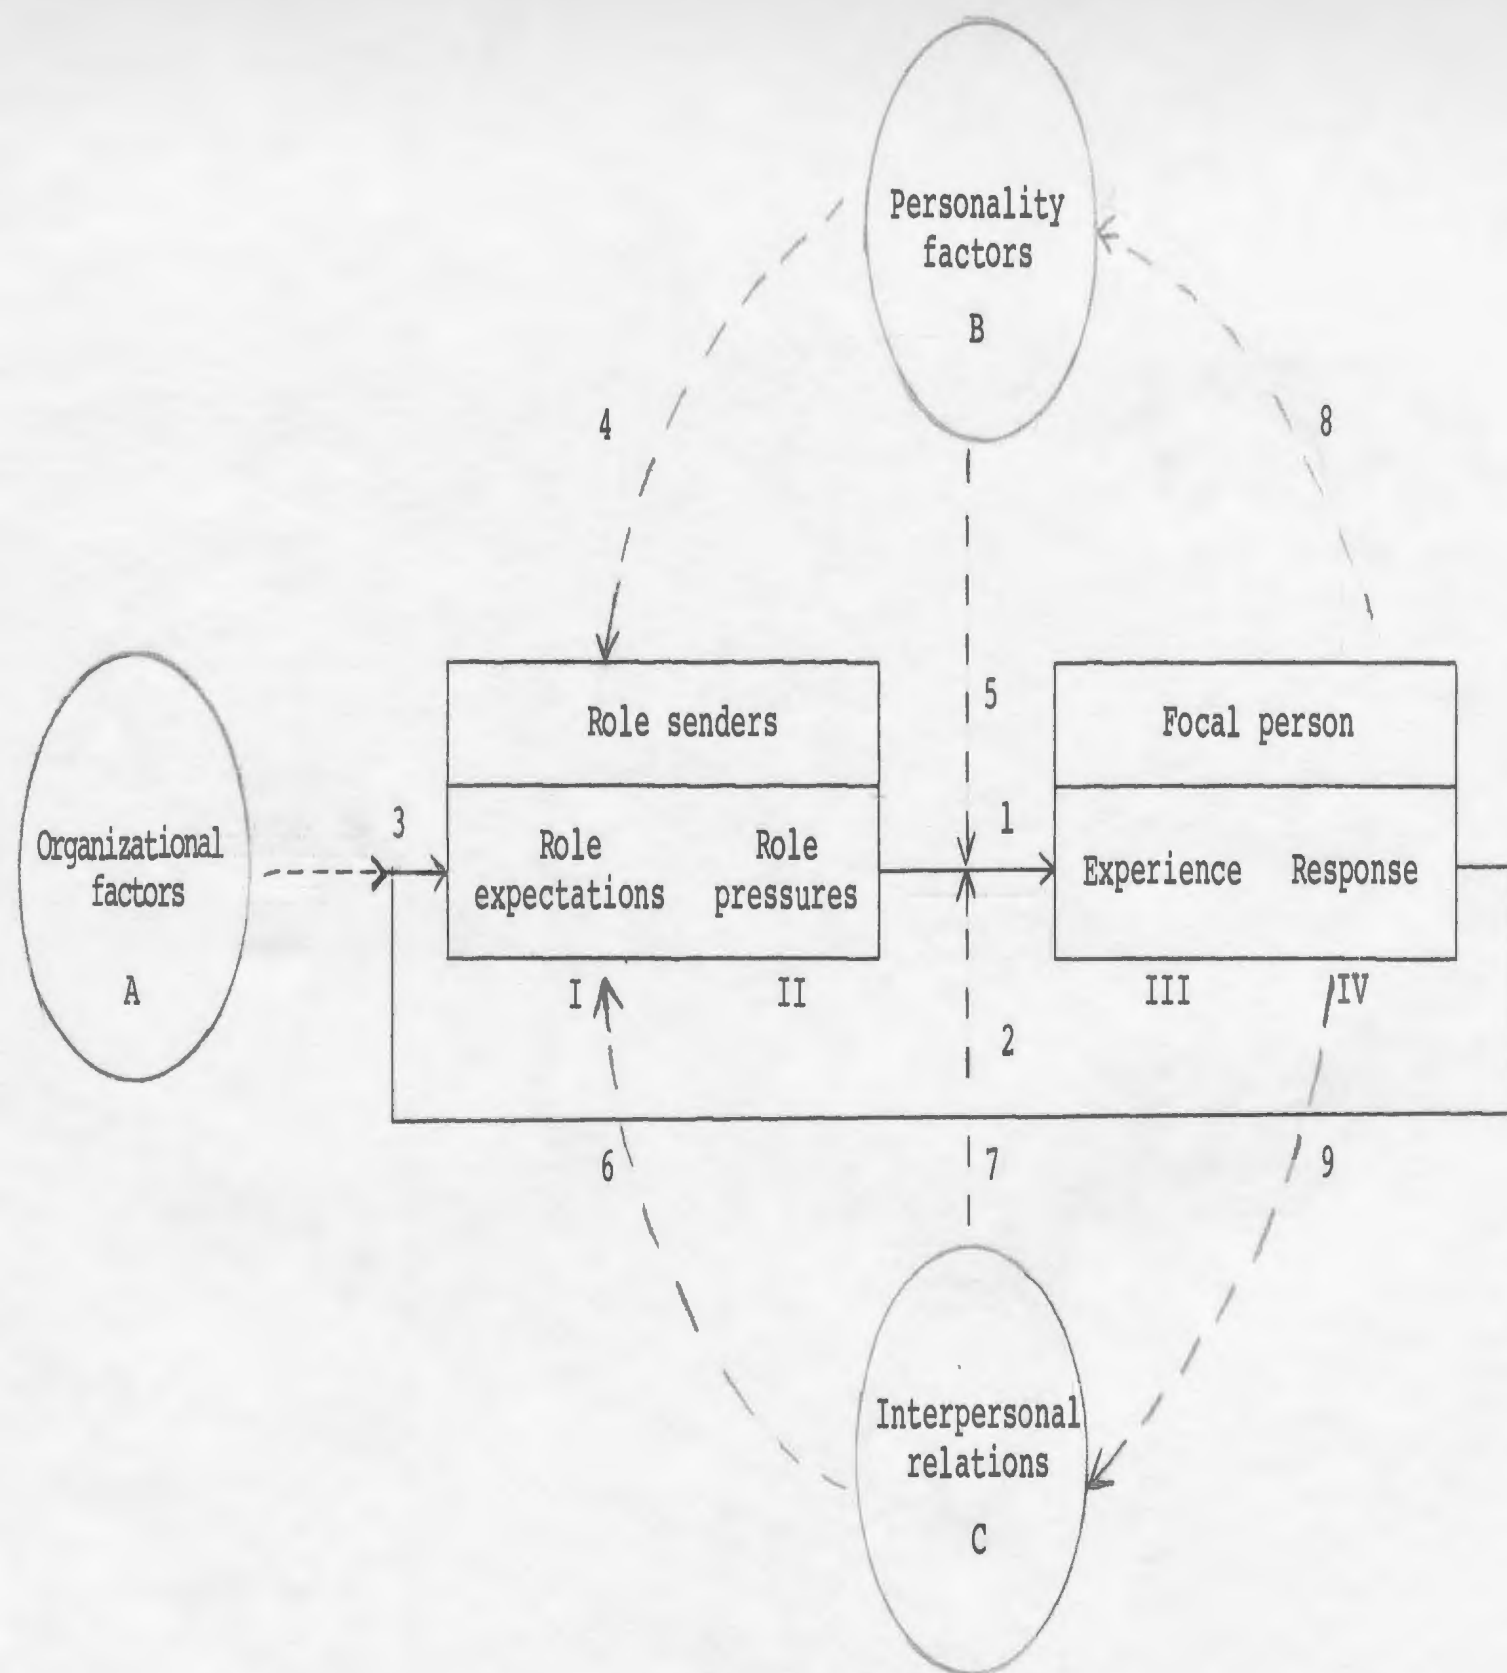 Personality
factors
B
4
8
Role senders
5
Focal person
Organizational
factors
A
3
Role
expectations
Role
pressures
1
Experience
Response
I
II
III
IV
2
6
7
9
Interpersonal
relations
C